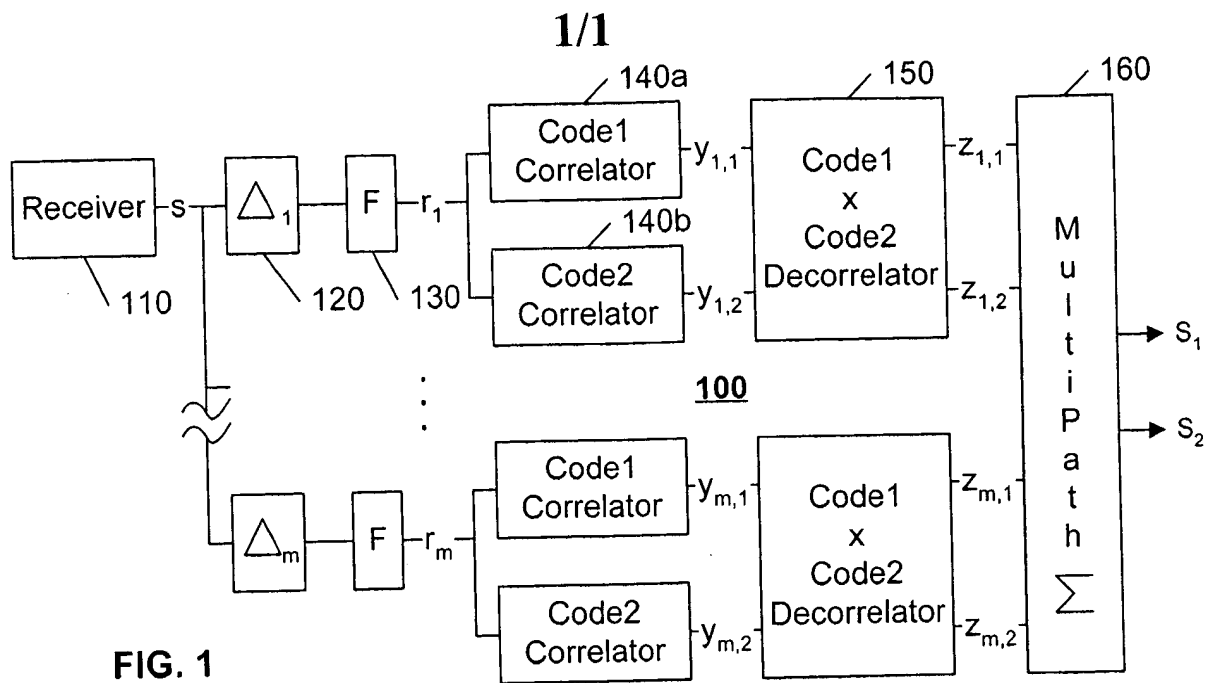 1/1
140a
150
160
Code1
Correlator
y1,1
z1,1
Receiver
s
Δ1
F
r1
Code1
x
Code2
Decorrelator
140b
110
120
130
Code2
Correlator
y1,2
z1,2
MultiPath Σ
S1
S2
100
Code1
Correlator
ym,1
zm,1
Δm
F
rm
Code1
x
Code2
Decorrelator
Code2
Correlator
ym,2
zm,2
FIG. 1